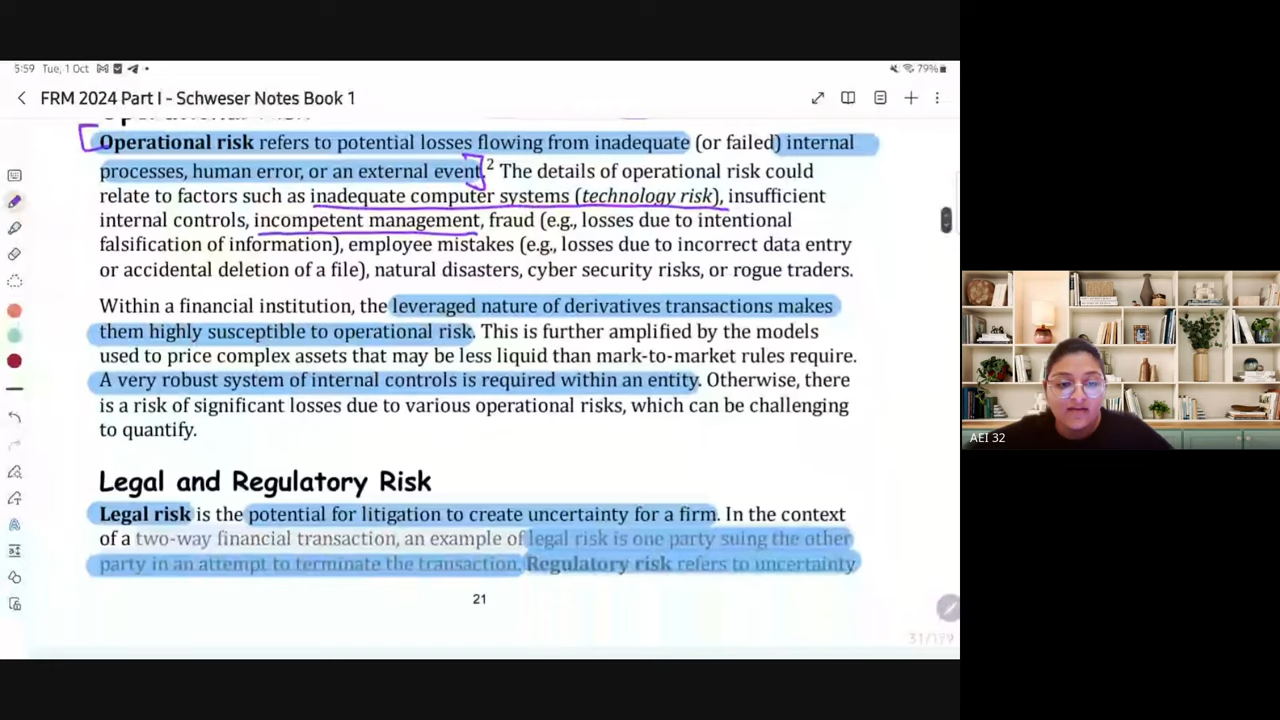 5:59 Tue, 1 Oct
79%
FRM 2024 Part I - Schweser Notes Book 1
Operational risk refers to potential losses flowing from inadequate (or failed) internal
processes, human error, or an external event.2 The details of operational risk could
relate to factors such as inadequate computer systems (technology risk), insufficient
internal controls, incompetent management, fraud (e.g., losses due to intentional
falsification of information), employee mistakes (e.g., losses due to incorrect data entry
or accidental deletion of a file), natural disasters, cyber security risks, or rogue traders.
Within a financial institution, the leveraged nature of derivatives transactions makes
them highly susceptible to operational risk. This is further amplified by the models
used to price complex assets that may be less liquid than mark-to-market rules require.
A very robust system of internal controls is required within an entity. Otherwise, there
is a risk of significant losses due to various operational risks, which can be challenging
to quantify.
Legal and Regulatory Risk
Legal risk is the potential for litigation to create uncertainty for a firm. In the context
of a two-way financial transaction, an example of legal risk is one party suing the other
party in an attempt to terminate the transaction. Regulatory risk refers to uncertainty
21
AEI 32